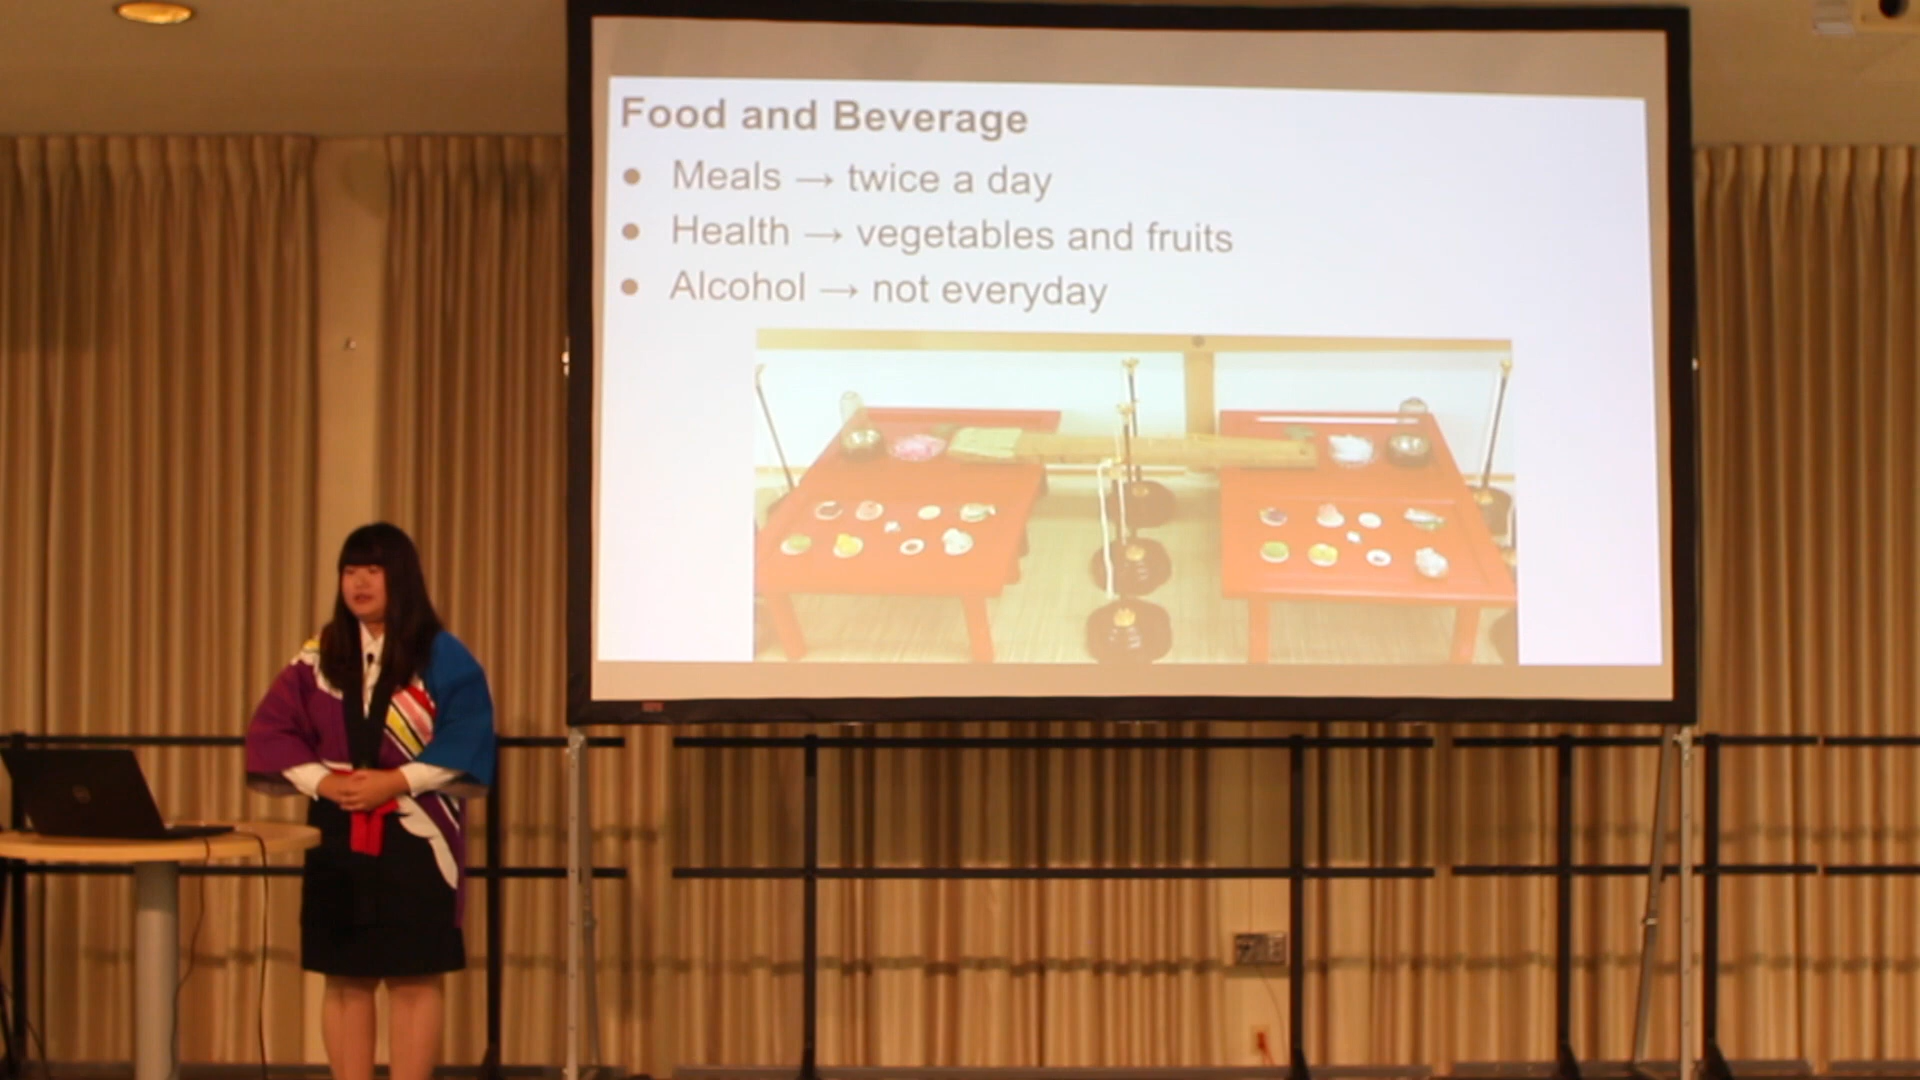 Food and Beverage
● Meals → twice a day
● Health → vegetables and fruits
● Alcohol → not everyday